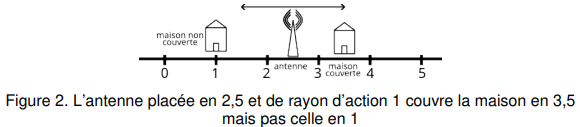 maison non
couverte
antenne
maison
couverte
0 1 2 3 4 5
Figure 2. L'antenne placée en 2,5 et de rayon d'action 1 couvre la maison en 3,5
mais pas celle en 1